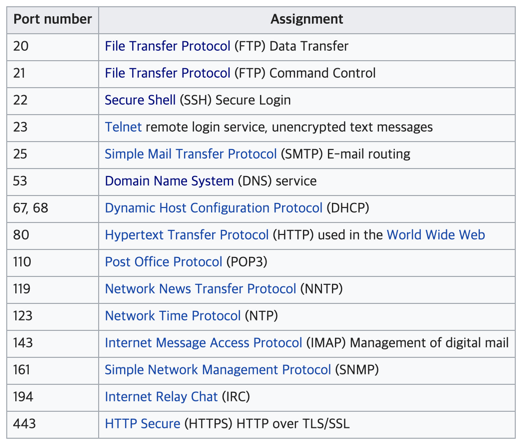 Port number Assignment
20 File Transfer Protocol (FTP) Data Transfer
21 File Transfer Protocol (FTP) Command Control
22 Secure Shell (SSH) Secure Login
23 Telnet remote login service, unencrypted text messages
25 Simple Mail Transfer Protocol (SMTP) E-mail routing
53 Domain Name System (DNS) service
67, 68 Dynamic Host Configuration Protocol (DHCP)
80 Hypertext Transfer Protocol (HTTP) used in the World Wide Web
110 Post Office Protocol (POP3)
119 Network News Transfer Protocol (NNTP)
123 Network Time Protocol (NTP)
143 Internet Message Access Protocol (IMAP) Management of digital mail
161 Simple Network Management Protocol (SNMP)
194 Internet Relay Chat (IRC)
443 HTTP Secure (HTTPS) HTTP over TLS/SSL